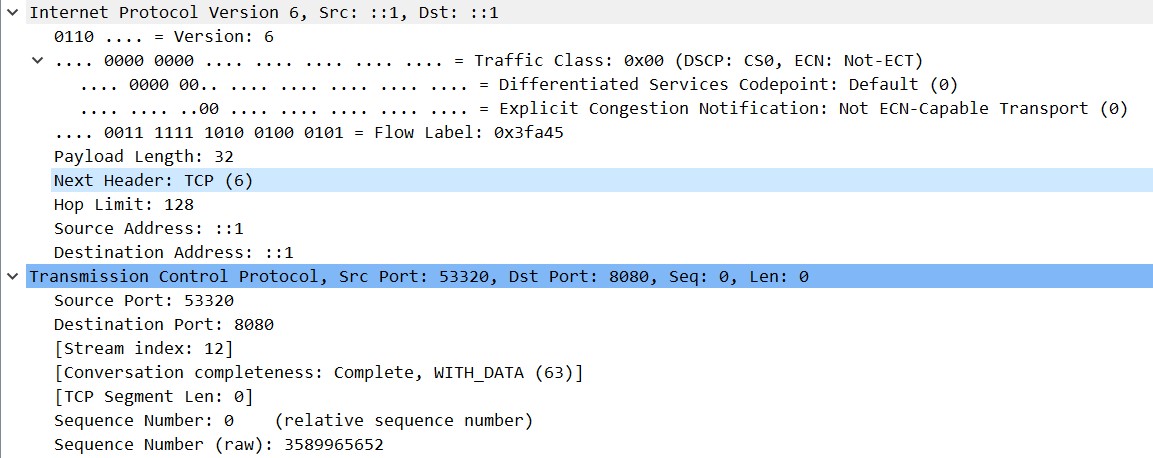 Internet Protocol Version 6, Src: ::1, Dst: ::1
0110 .... = Version: 6
.... 0000 0000 .... .... .... .... .... = Traffic Class: 0x00 (DSCP: CS0, ECN: Not-ECT)
.... 0000 00.. .... .... .... .... .... = Differentiated Services Codepoint: Default (0)
.... .... ..00 .... .... .... .... .... = Explicit Congestion Notification: Not ECN-Capable Transport (0)
.... 0011 1111 1010 0100 0101 = Flow Label: 0x3fa45
Payload Length: 32
Next Header: TCP (6)
Hop Limit: 128
Source Address: ::1
Destination Address: ::1
Transmission Control Protocol, Src Port: 53320, Dst Port: 8080, Seq: 0, Len: 0
Source Port: 53320
Destination Port: 8080
[Stream index: 12]
[Conversation completeness: Complete, WITH_DATA (63)]
[TCP Segment Len: 0]
Sequence Number: 0    (relative sequence number)
Sequence Number (raw): 3589965652